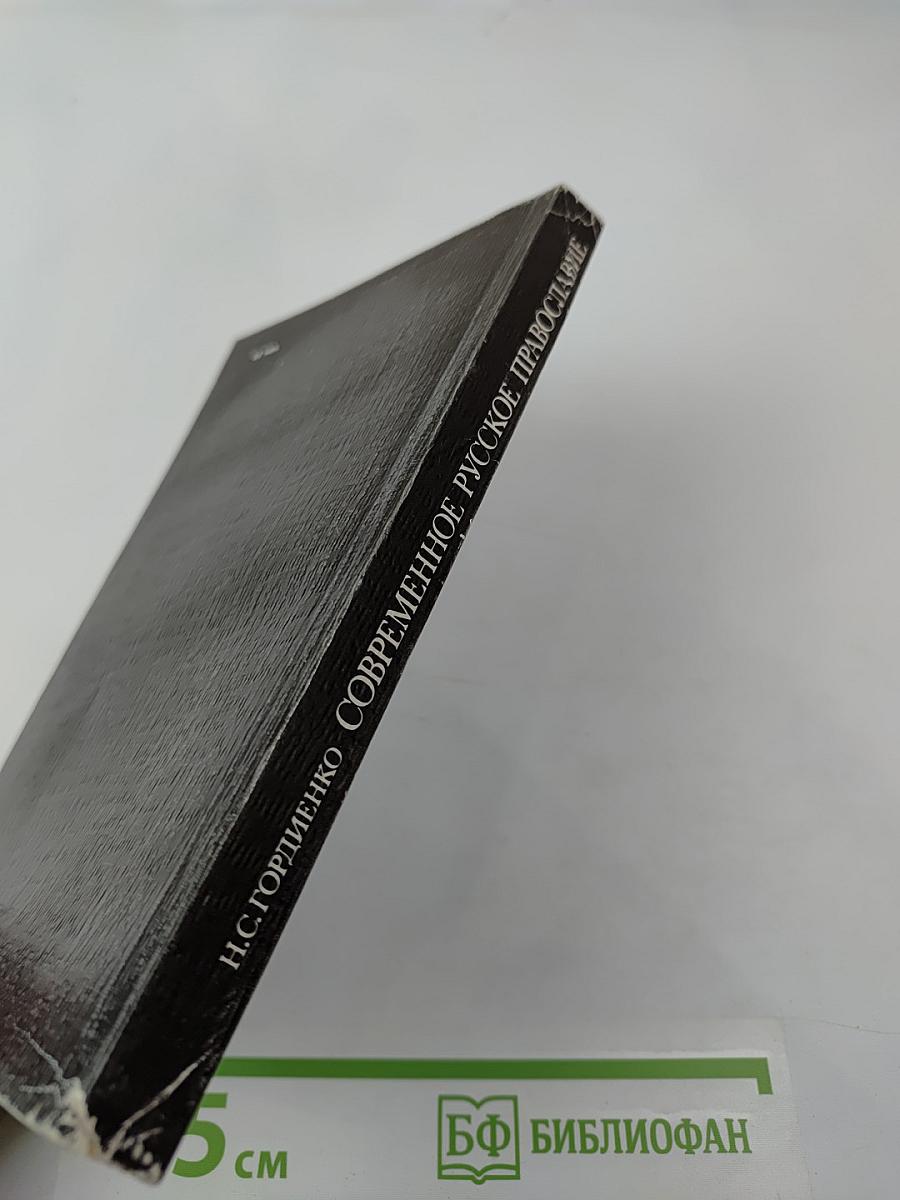 Н.С.ГОРДИЕНКО СОВРЕМЕННОЕ РУССКОЕ ПРАВОСЛАВИЕ
5 см
БФ БИБЛИОФАН